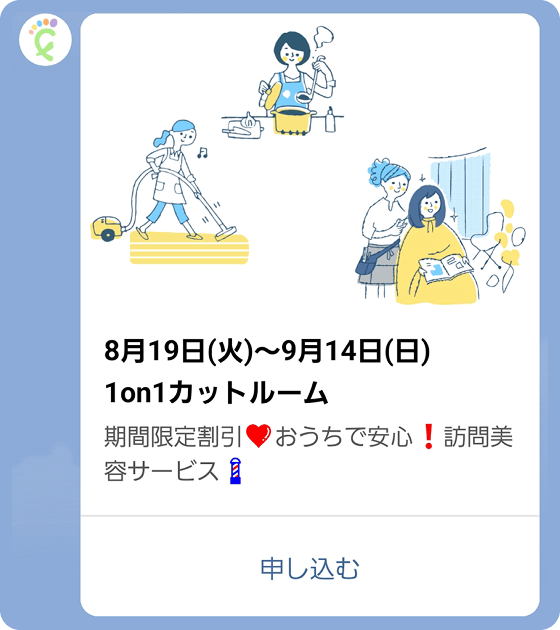 8月19日(火)〜9月14日(日)
1on1カットルーム
期間限定割引❤おうちで安心❗訪問美
容サービス💈
申し込む